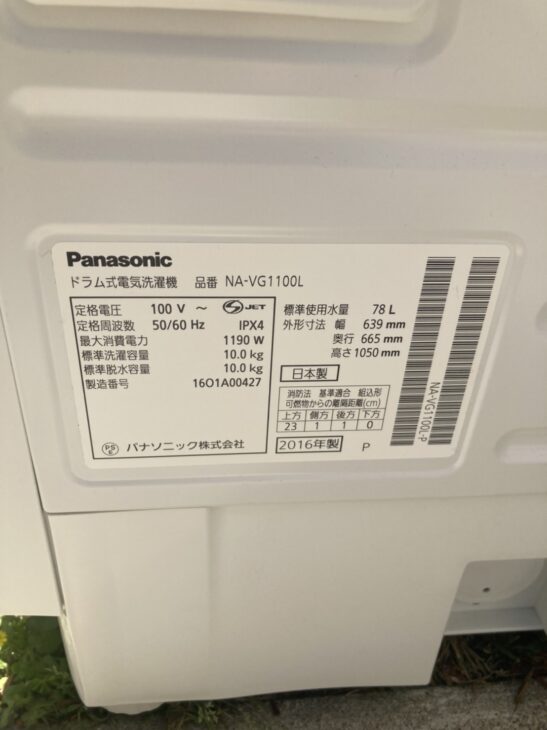 Panasonic
ドラム式電気洗濯機 品番 NA-VG1100L
定格電圧 100 V ～ S JET
定格周波数 50/60 Hz IPX4
最大消費電力 1190 W
標準洗濯容量 10.0 kg
標準脱水容量 10.0 kg
製造番号 16O1A00427
PS E パナソニック株式会社
標準使用水量 78 L
外形寸法 幅 639 mm
奥行 665 mm
高さ 1050 mm
日本製
消防法 基準適合 組込形
可燃物からの離隔距離(cm)
上方 側方 後方 下方
23 1 1 0
2016年製 P
NA-VG1100L-P